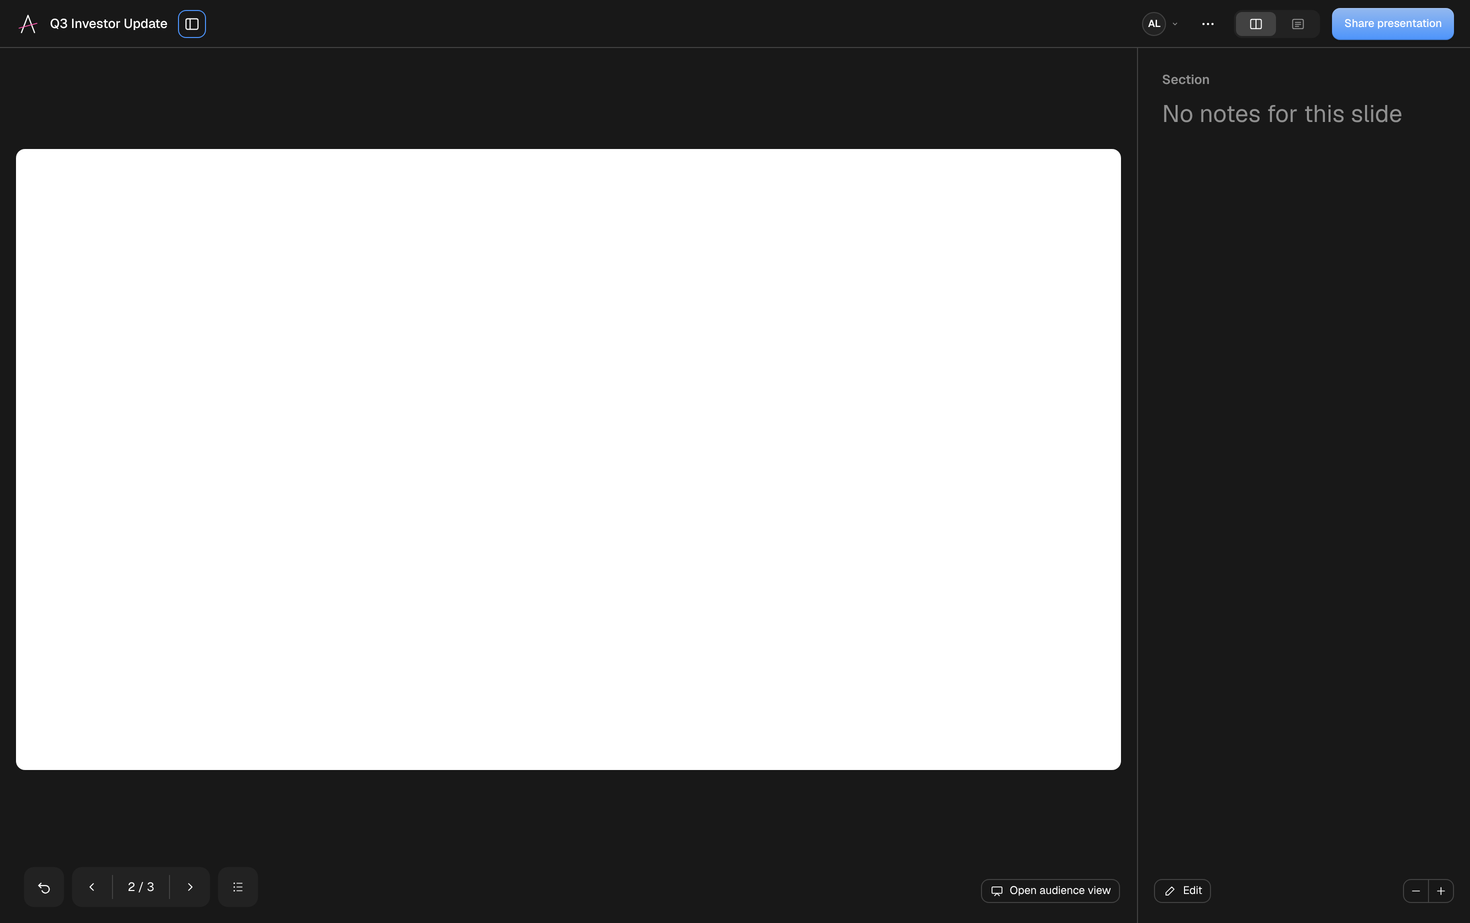 Q3 Investor Update
AL
Share presentation
Section
No notes for this slide
2 / 3
Open audience view
Edit